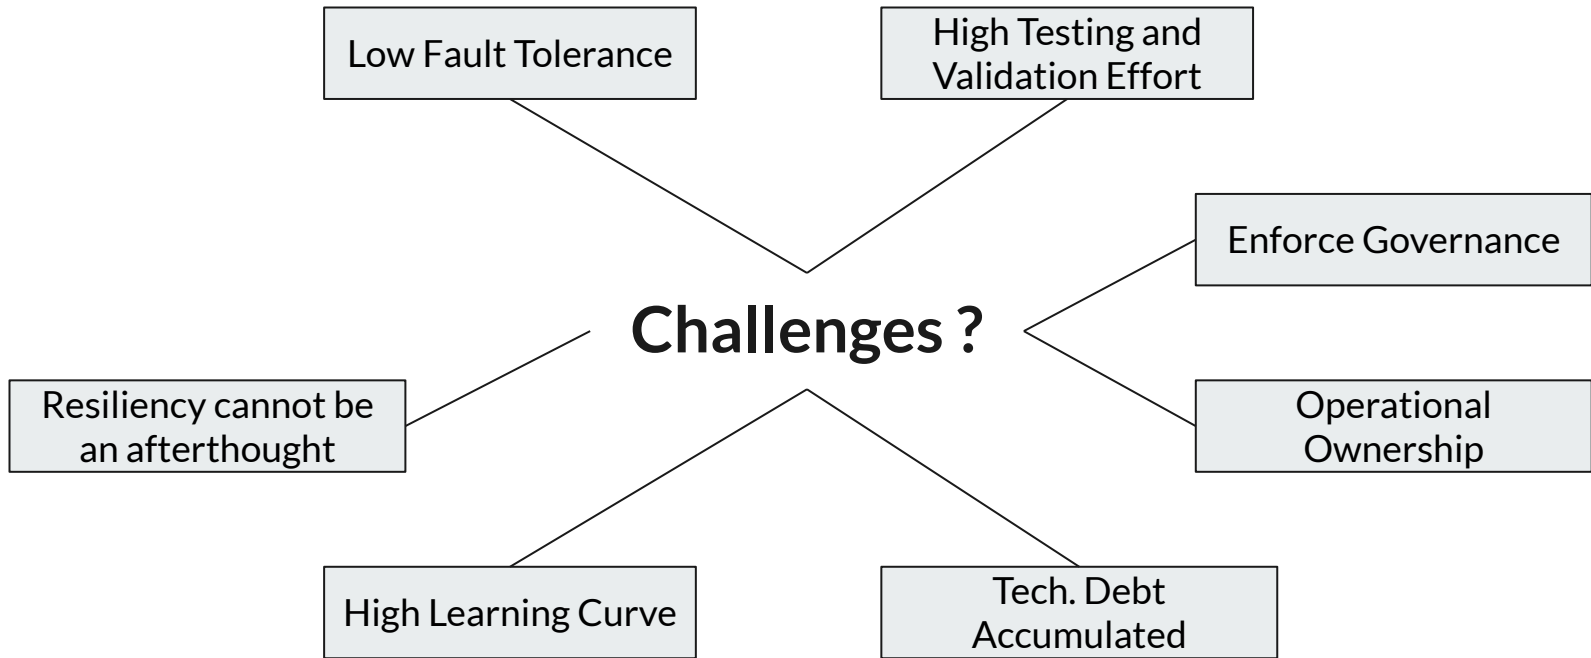 Low Fault Tolerance
High Testing and
Validation Effort
Enforce Governance
Challenges ?
Resiliency cannot be
an afterthought
Operational
Ownership
High Learning Curve
Tech. Debt
Accumulated